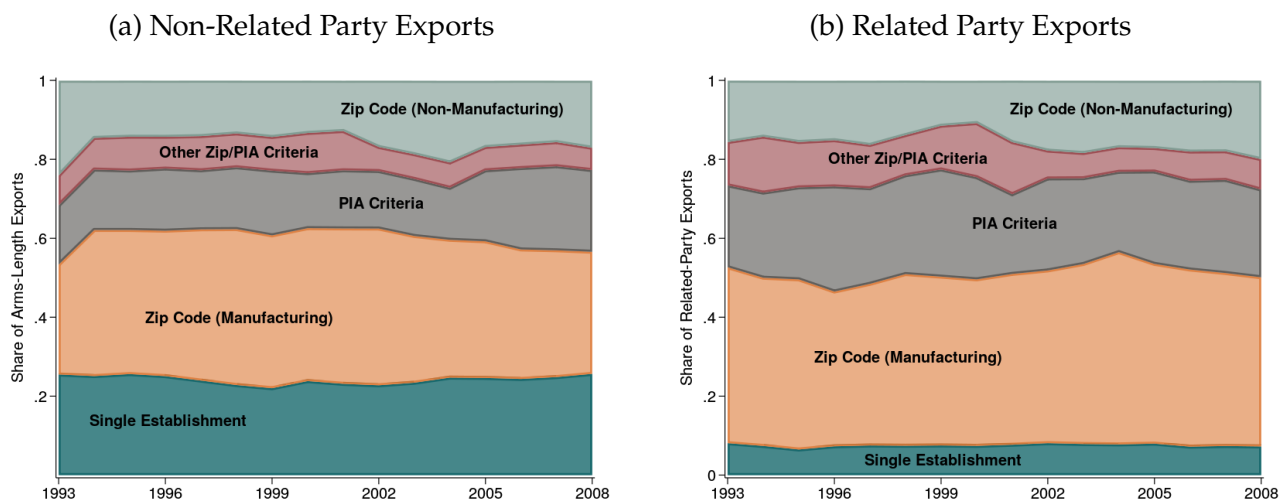 (a) Non-Related Party Exports
Share of Arms-Length Exports
1
.8
.6
.4
.2
Zip Code (Non-Manufacturing)
Other Zip/PIA Criteria
PIA Criteria
Zip Code (Manufacturing)
Single Establishment
1993 1996 1999 2002 2005 2008
(b) Related Party Exports
Share of Related-Party Exports
1
.8
.6
.4
.2
0
Zip Code (Non-Manufacturing)
Other Zip/PIA Criteria
PIA Criteria
Zip Code (Manufacturing)
Single Establishment
1993 1996 1999 2002 2005 2008